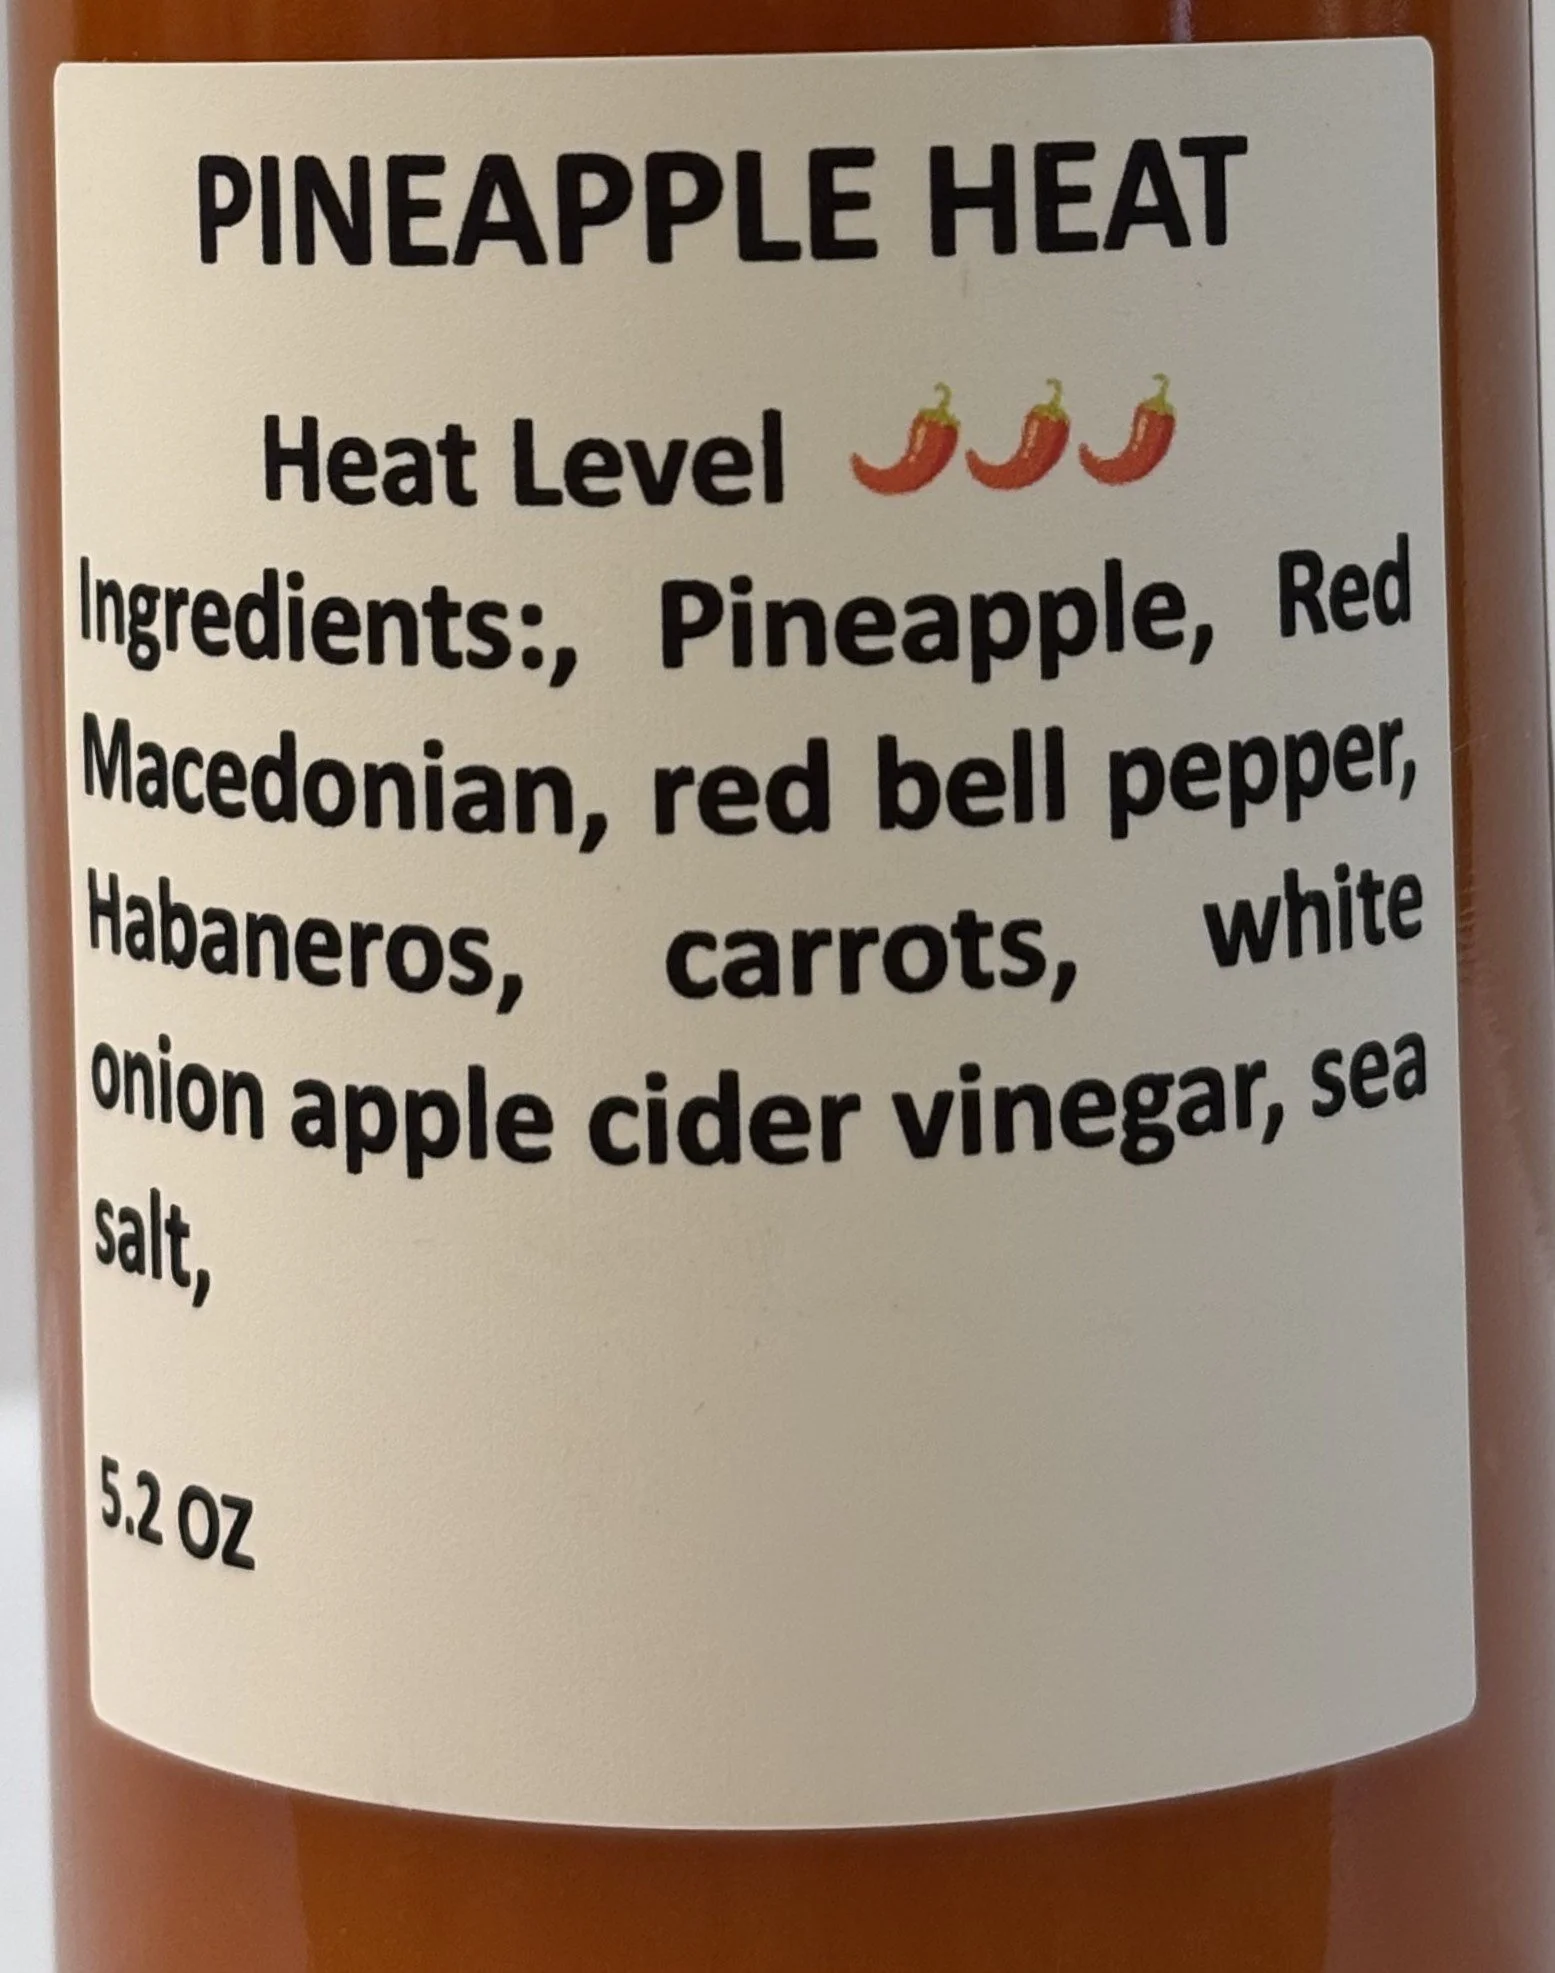 PINEAPPLE HEAT
Heat Level 🌶🌶🌶
Ingredients:, Pineapple, Red
Macedonian, red bell pepper,
Habaneros, carrots, white
onion apple cider vinegar, sea
salt,
5.2 OZ